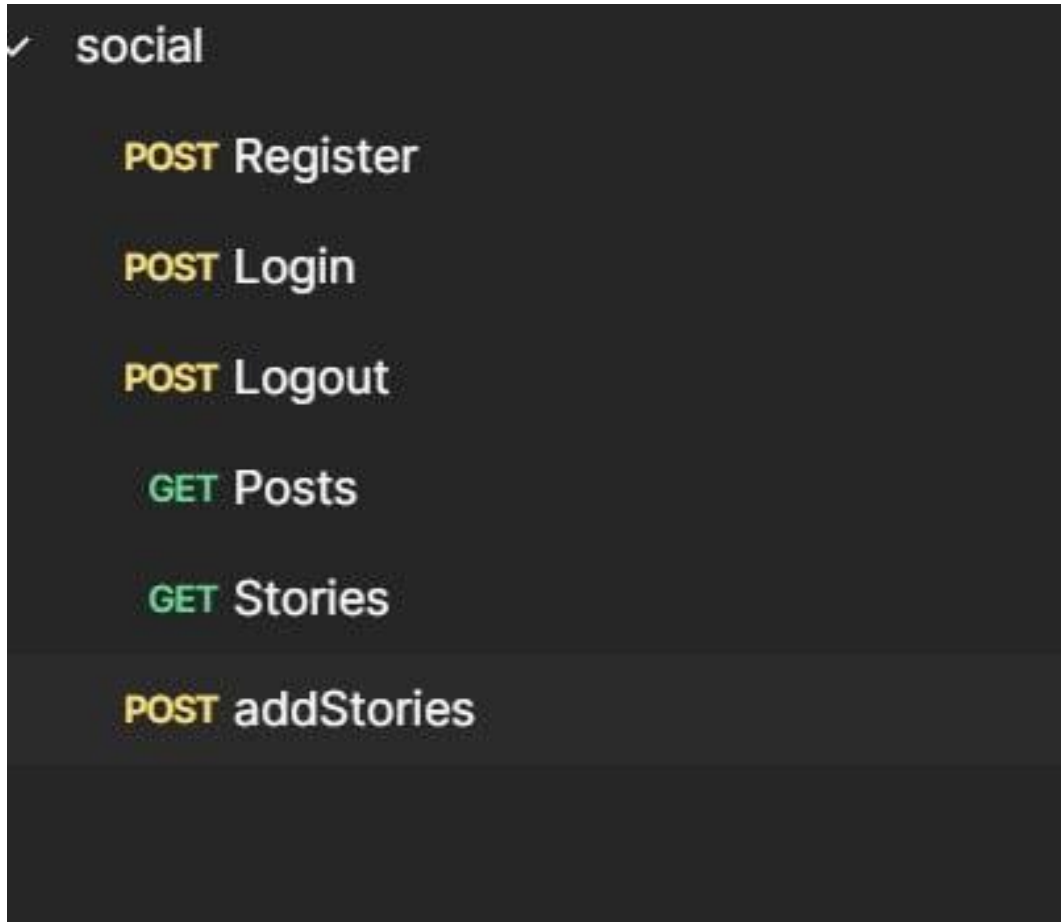 social
POST Register
POST Login
POST Logout
GET Posts
GET Stories
POST addStories